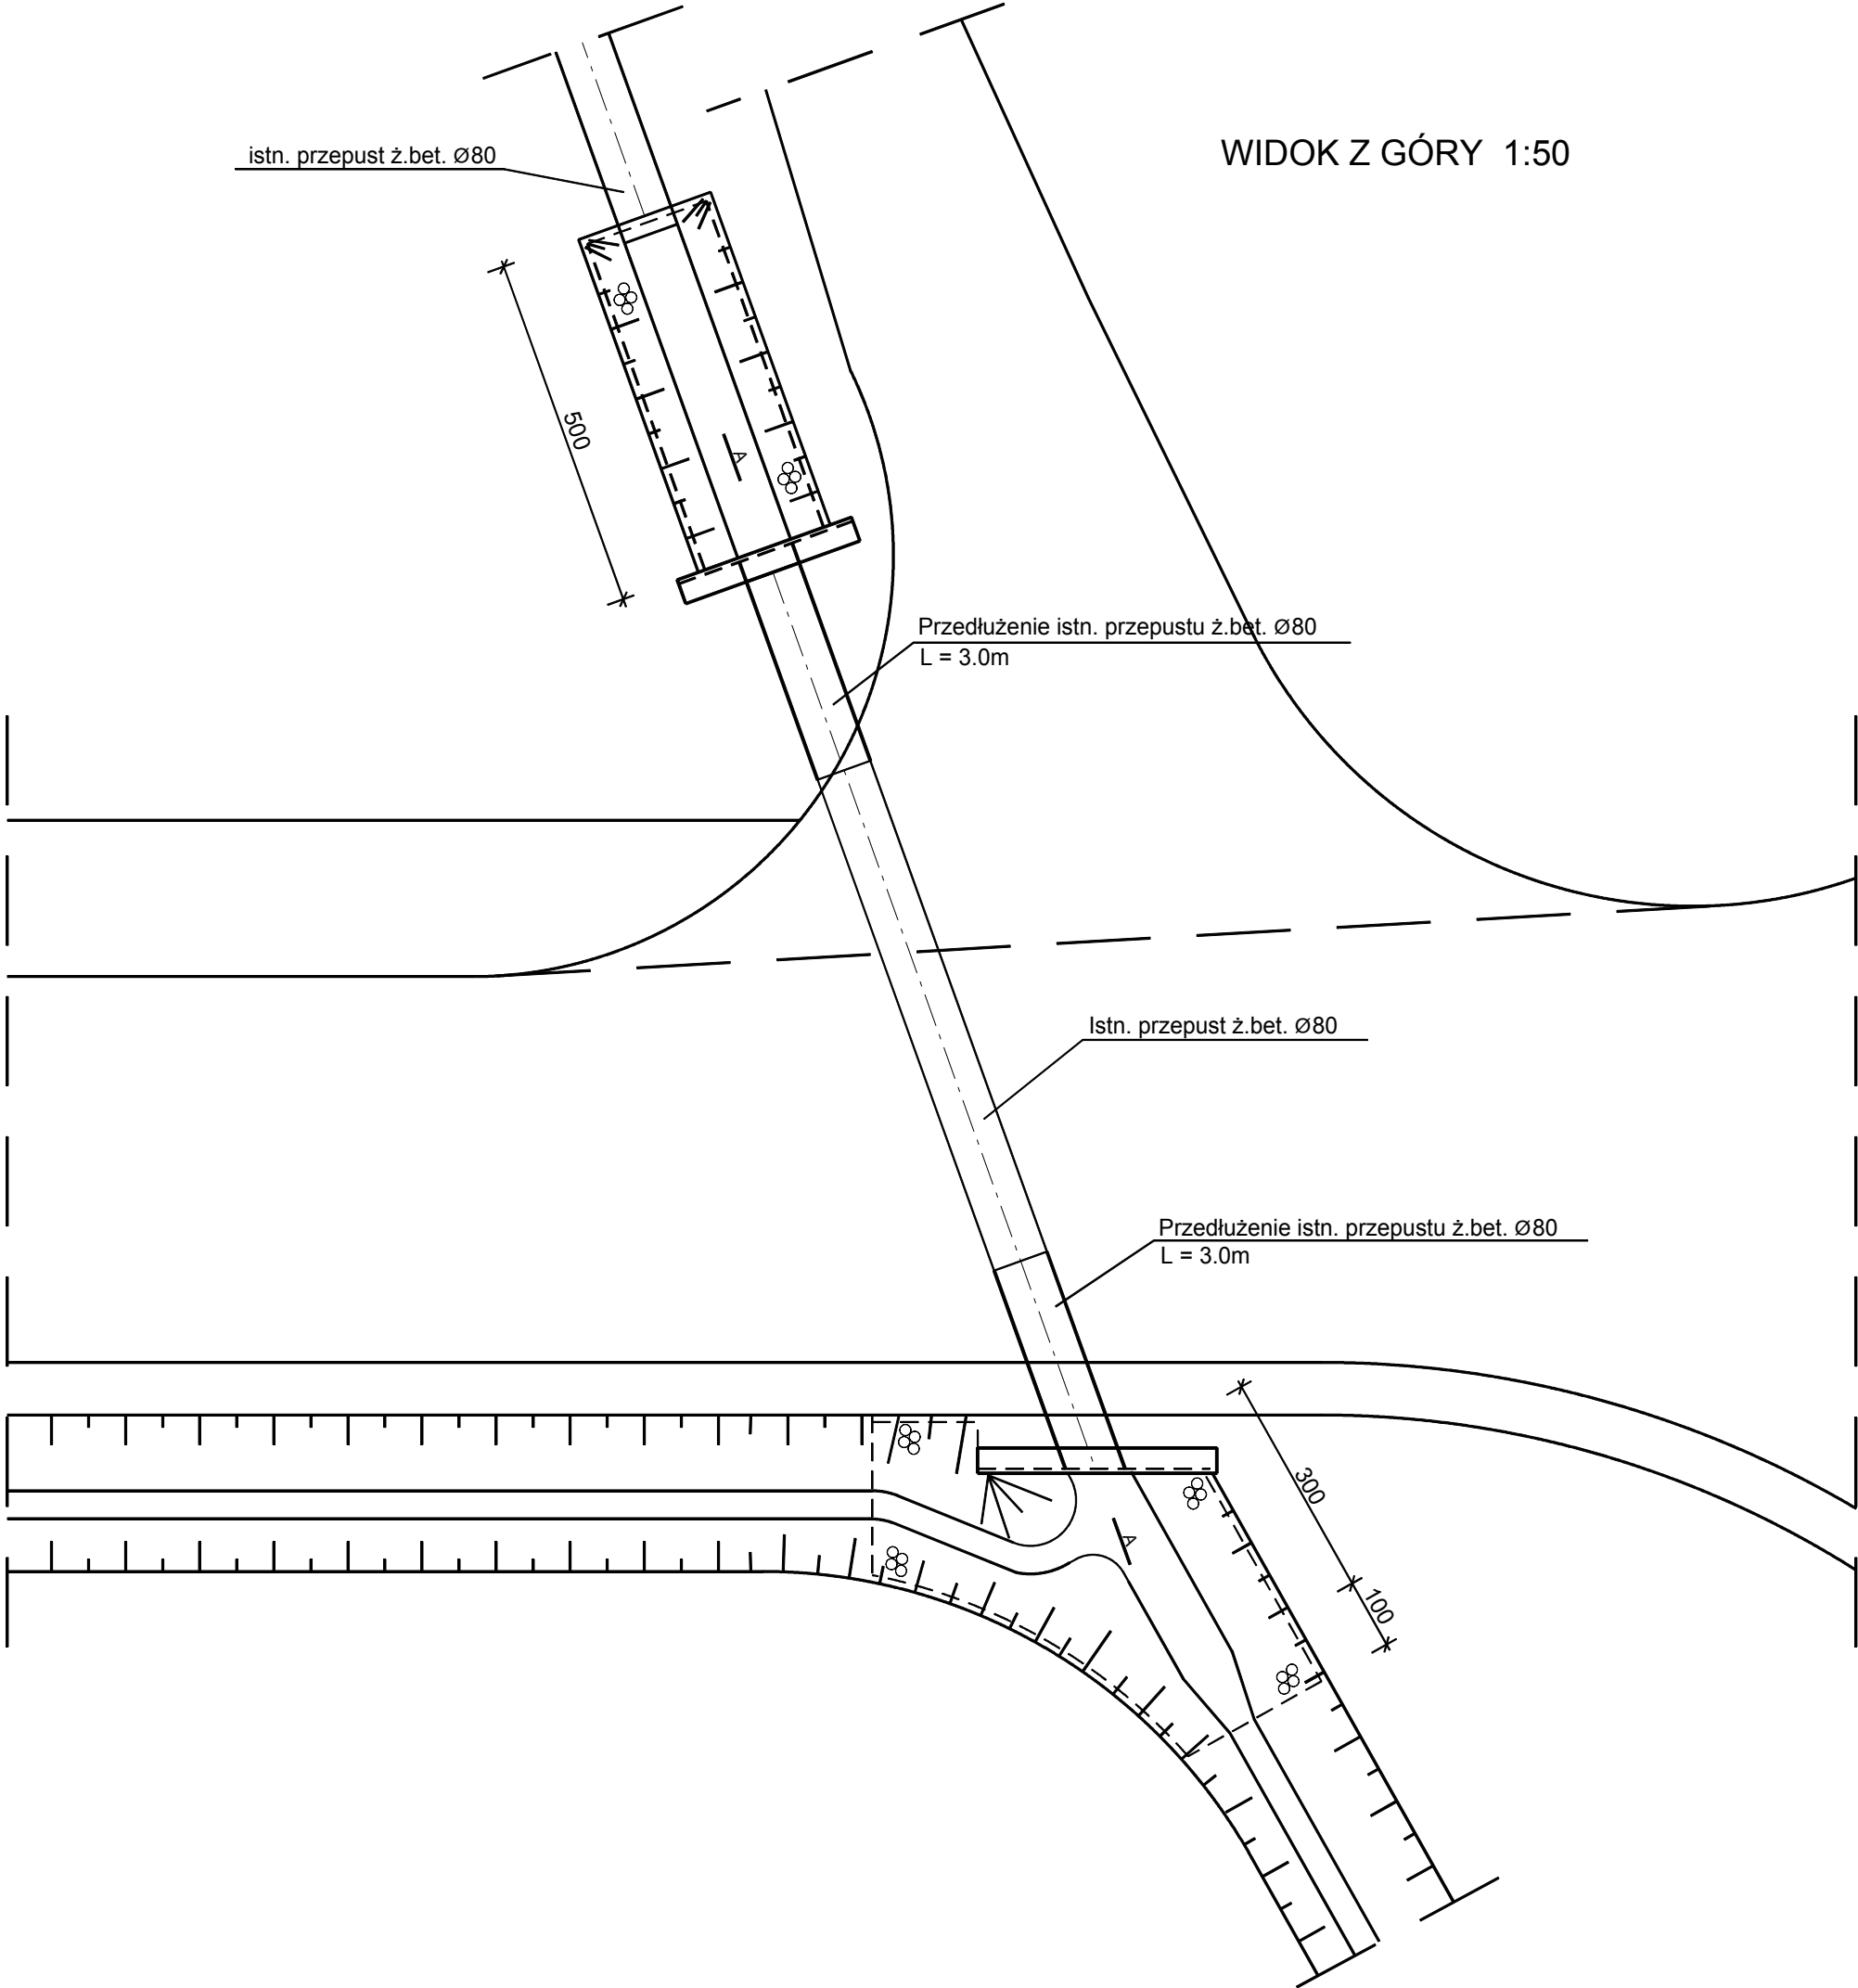 WIDOK Z GÓRY 1:50
istn. przepust ż.bet. Ø80
500
A
Przedłużenie istn. przepustu ż.bet. Ø80
L = 3.0m
Istn. przepust ż.bet. Ø80
Przedłużenie istn. przepustu ż.bet. Ø80
L = 3.0m
300
A
100